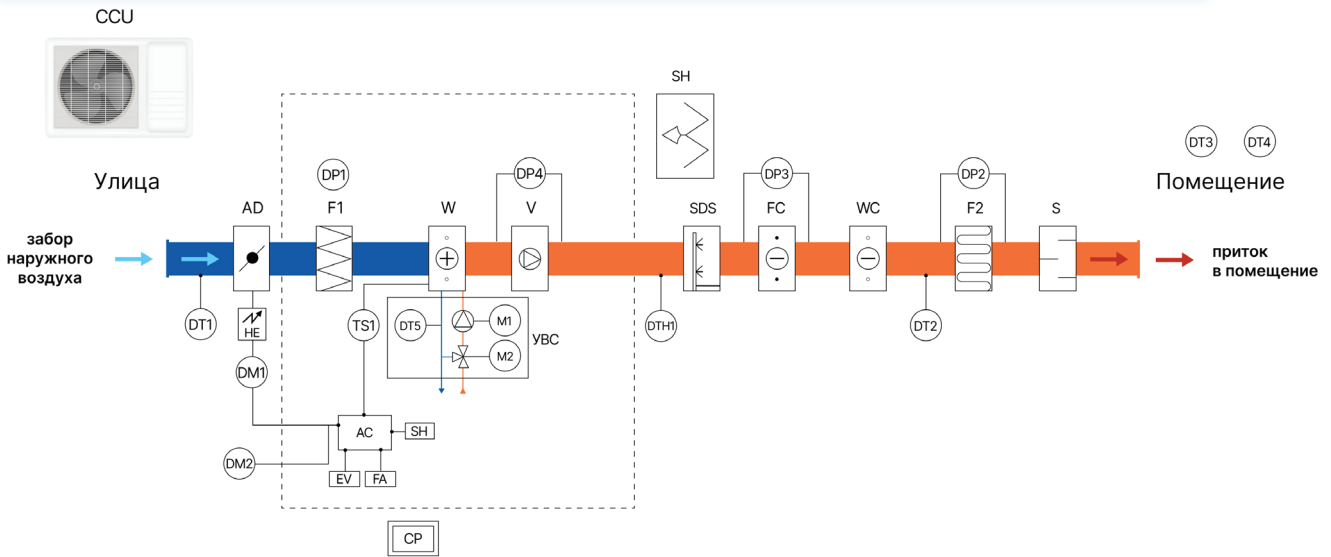 CCU
SH
DT3
DT4
Улица
DP1
DP4
DP3
DP2
Помещение
AD
F1
W
V
SDS
FC
WC
F2
S
забор
наружного
воздуха
приток
в помещение
DT1
HE
TS1
DT5
M1
УВС
M2
DTH1
DT2
DM1
AC
SH
DM2
EV
FA
CP